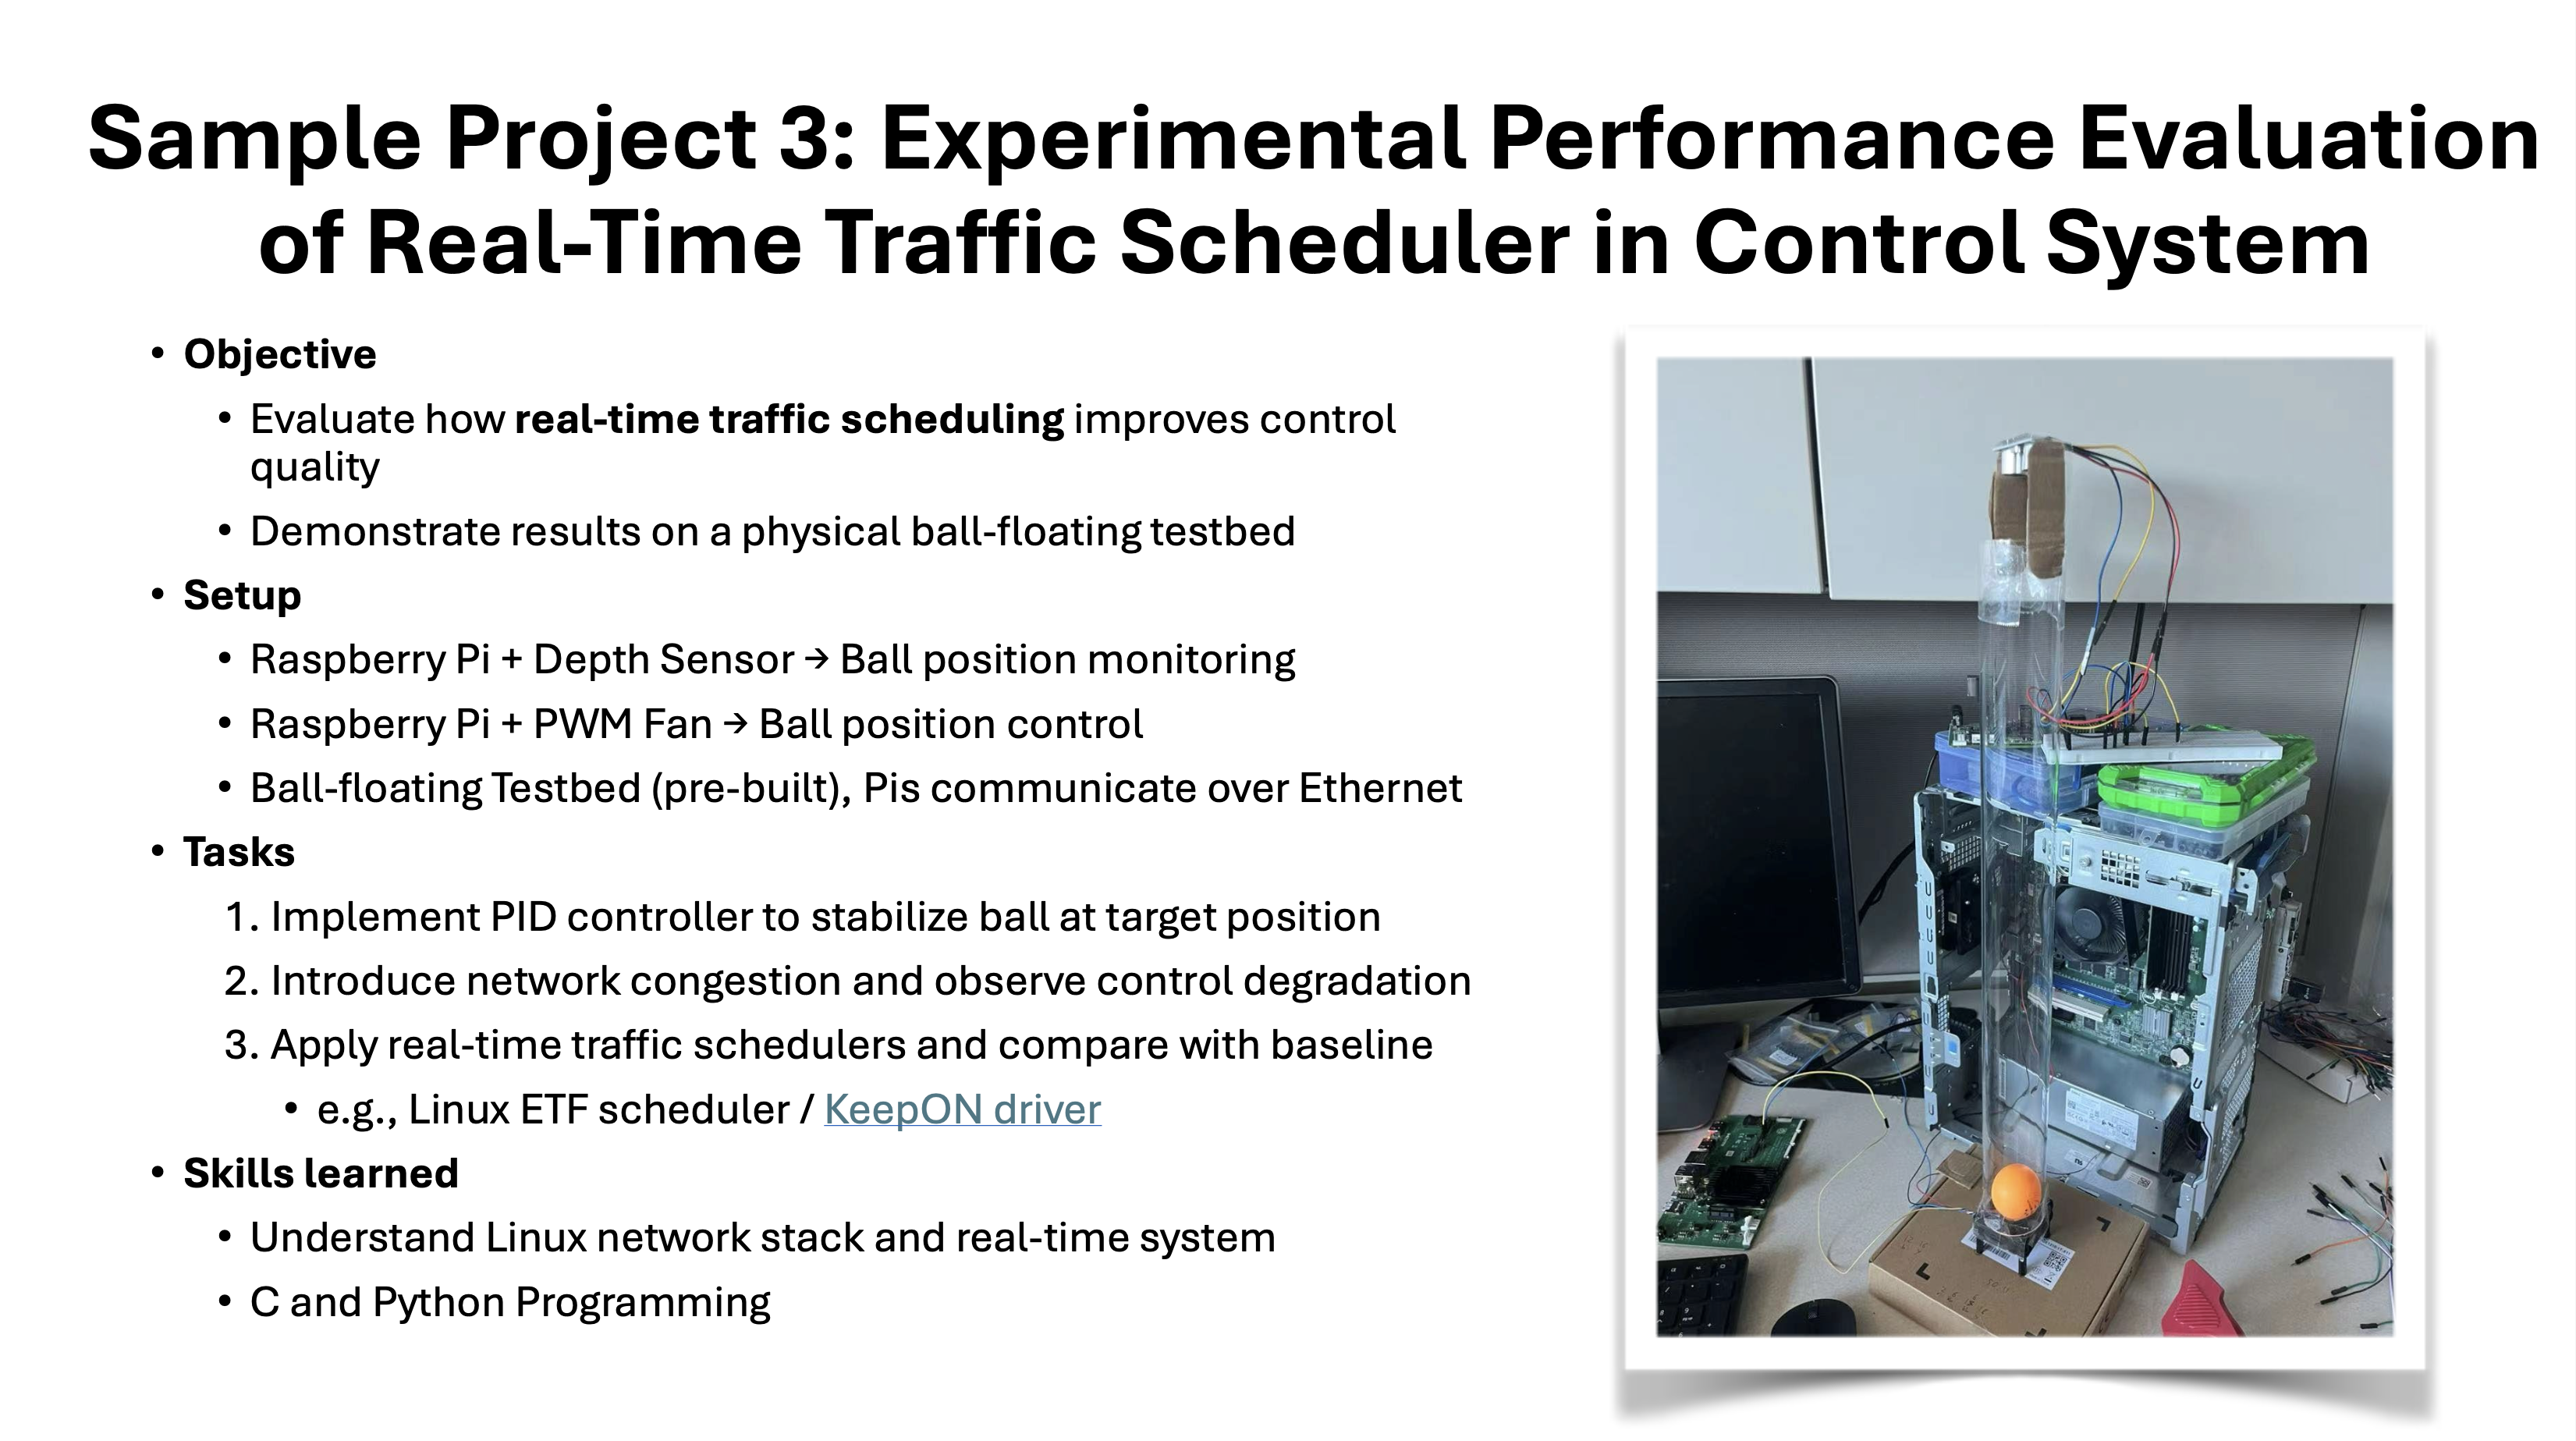 Sample Project 3: Experimental Performance Evaluation
of Real-Time Traffic Scheduler in Control System
• Objective
• Evaluate how real-time traffic scheduling improves control
quality
• Demonstrate results on a physical ball-floating testbed
• Setup
• Raspberry Pi + Depth Sensor → Ball position monitoring
• Raspberry Pi + PWM Fan → Ball position control
• Ball-floating Testbed (pre-built), Pis communicate over Ethernet
• Tasks
1. Implement PID controller to stabilize ball at target position
2. Introduce network congestion and observe control degradation
3. Apply real-time traffic schedulers and compare with baseline
• e.g., Linux ETF scheduler / KeepON driver
• Skills learned
• Understand Linux network stack and real-time system
• C and Python Programming